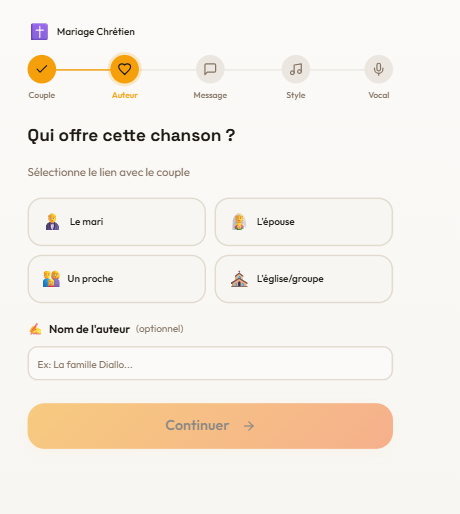 Mariage Chrétien
Couple
Auteur
Message
Style
Vocal
Qui offre cette chanson ?
Sélectionne le lien avec le couple
Le mari
L'épouse
Un proche
L'église/groupe
Nom de l'auteur (optionnel)
Ex: La famille Diallo...
Continuer →